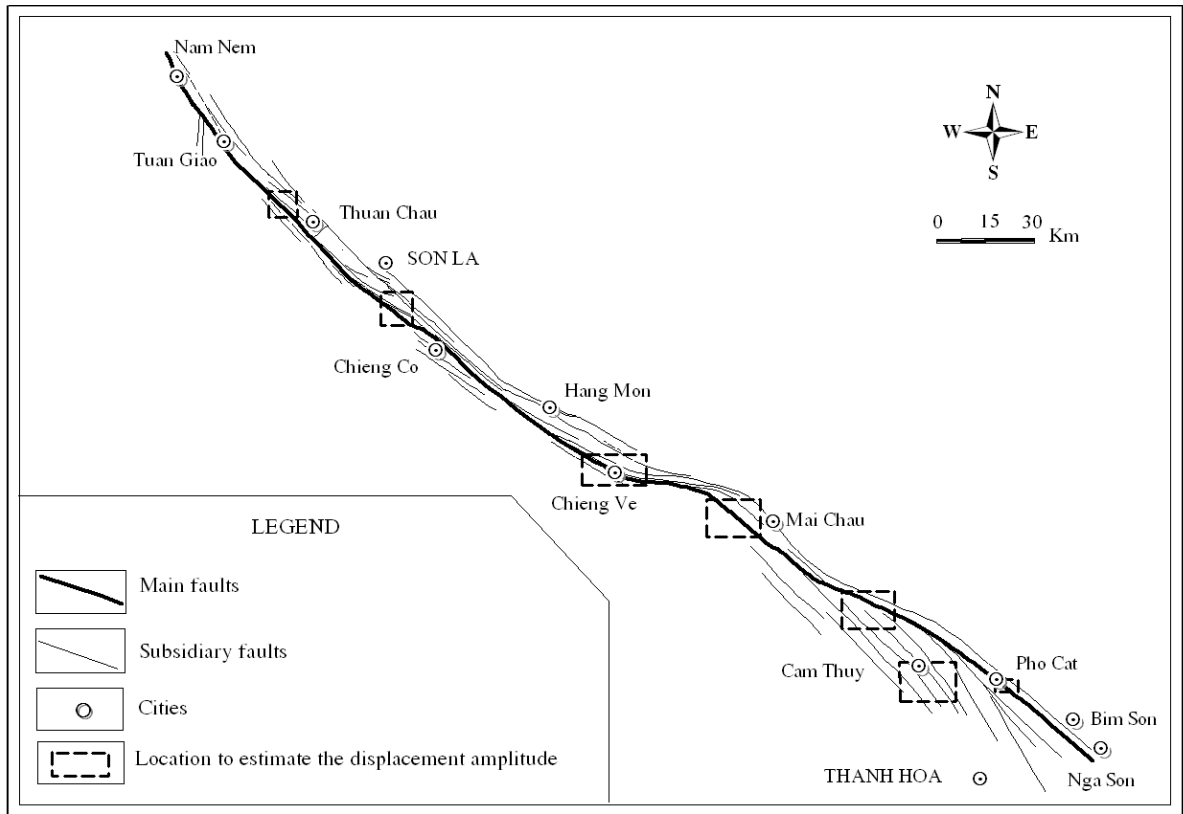 Nam Nem
N
W
E
S
Tuan Giao
Thuan Chau
0 15 30
Km
SON LA
Chieng Co
Hang Mon
Chieng Ve
Mai Chau
LEGEND
Main faults
Subsidiary faults
Cities
Location to estimate the displacement amplitude
Cam Thuy
Pho Cat
Bim Son
THANH HOA
Nga Son